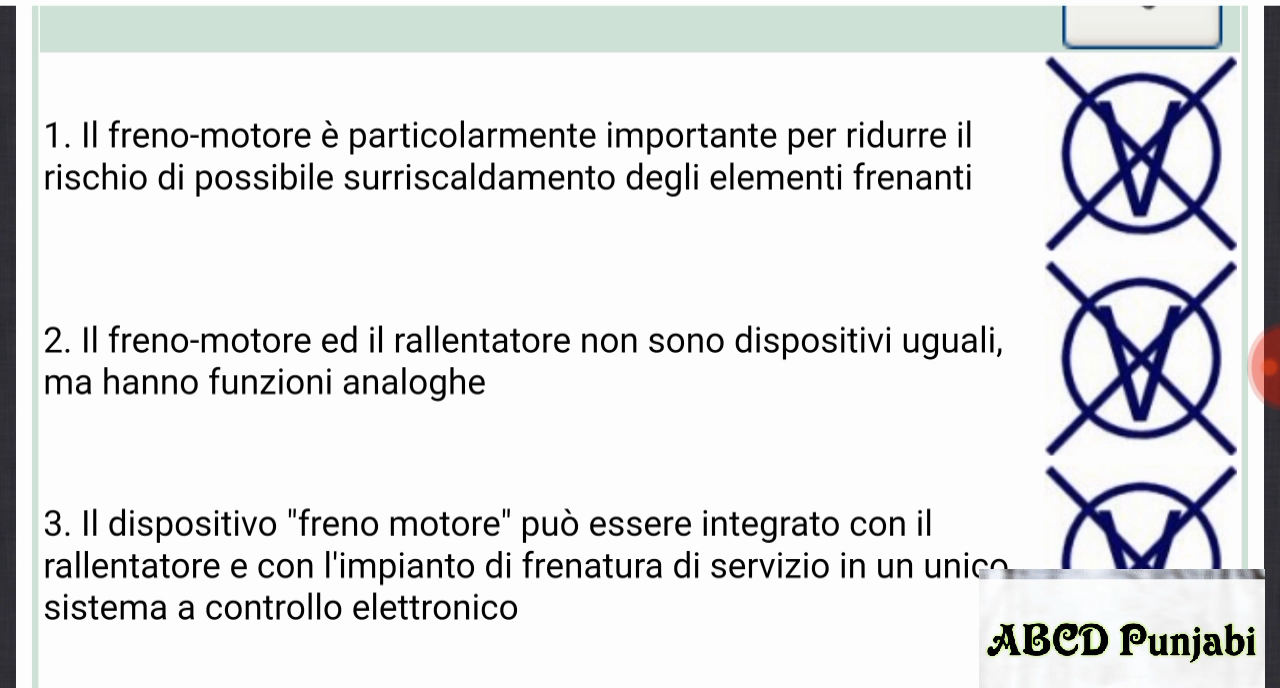 1. Il freno-motore è particolarmente importante per ridurre il
rischio di possibile surriscaldamento degli elementi frenanti
V
2. Il freno-motore ed il rallentatore non sono dispositivi uguali,
ma hanno funzioni analoghe
V
3. Il dispositivo "freno motore" può essere integrato con il
rallentatore e con l'impianto di frenatura di servizio in un unico
sistema a controllo elettronico
V
ABCD Punjabi